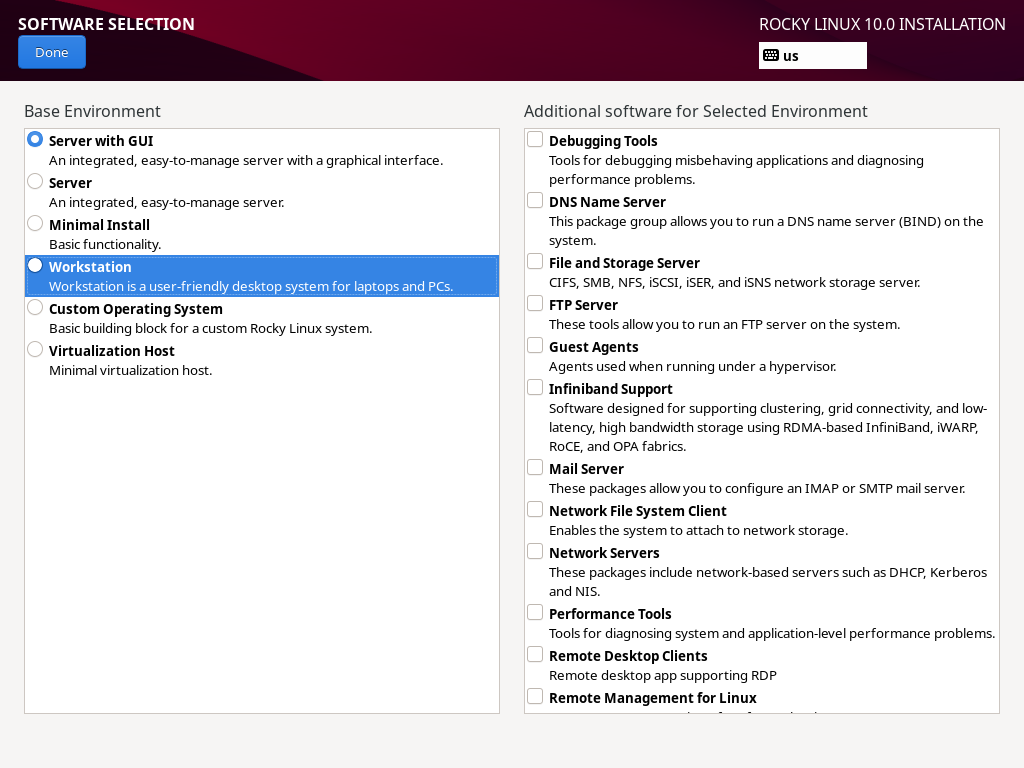 SOFTWARE SELECTION
Done
ROCKY LINUX 10.0 INSTALLATION
us
Base Environment
Server with GUI
An integrated, easy-to-manage server with a graphical interface.
Server
An integrated, easy-to-manage server.
Minimal Install
Basic functionality.
Workstation
Workstation is a user-friendly desktop system for laptops and PCs.
Custom Operating System
Basic building block for a custom Rocky Linux system.
Virtualization Host
Minimal virtualization host.
Additional software for Selected Environment
Debugging Tools
Tools for debugging misbehaving applications and diagnosing
performance problems.
DNS Name Server
This package group allows you to run a DNS name server (BIND) on the
system.
File and Storage Server
CIFS, SMB, NFS, iSCSI, iSER, and iSNS network storage server.
FTP Server
These tools allow you to run an FTP server on the system.
Guest Agents
Agents used when running under a hypervisor.
Infiniband Support
Software designed for supporting clustering, grid connectivity, and low-
latency, high bandwidth storage using RDMA-based InfiniBand, iWARP,
RoCE, and OPA fabrics.
Mail Server
These packages allow you to configure an IMAP or SMTP mail server.
Network File System Client
Enables the system to attach to network storage.
Network Servers
These packages include network-based servers such as DHCP, Kerberos
and NIS.
Performance Tools
Tools for diagnosing system and application-level performance problems.
Remote Desktop Clients
Remote desktop app supporting RDP
Remote Management for Linux